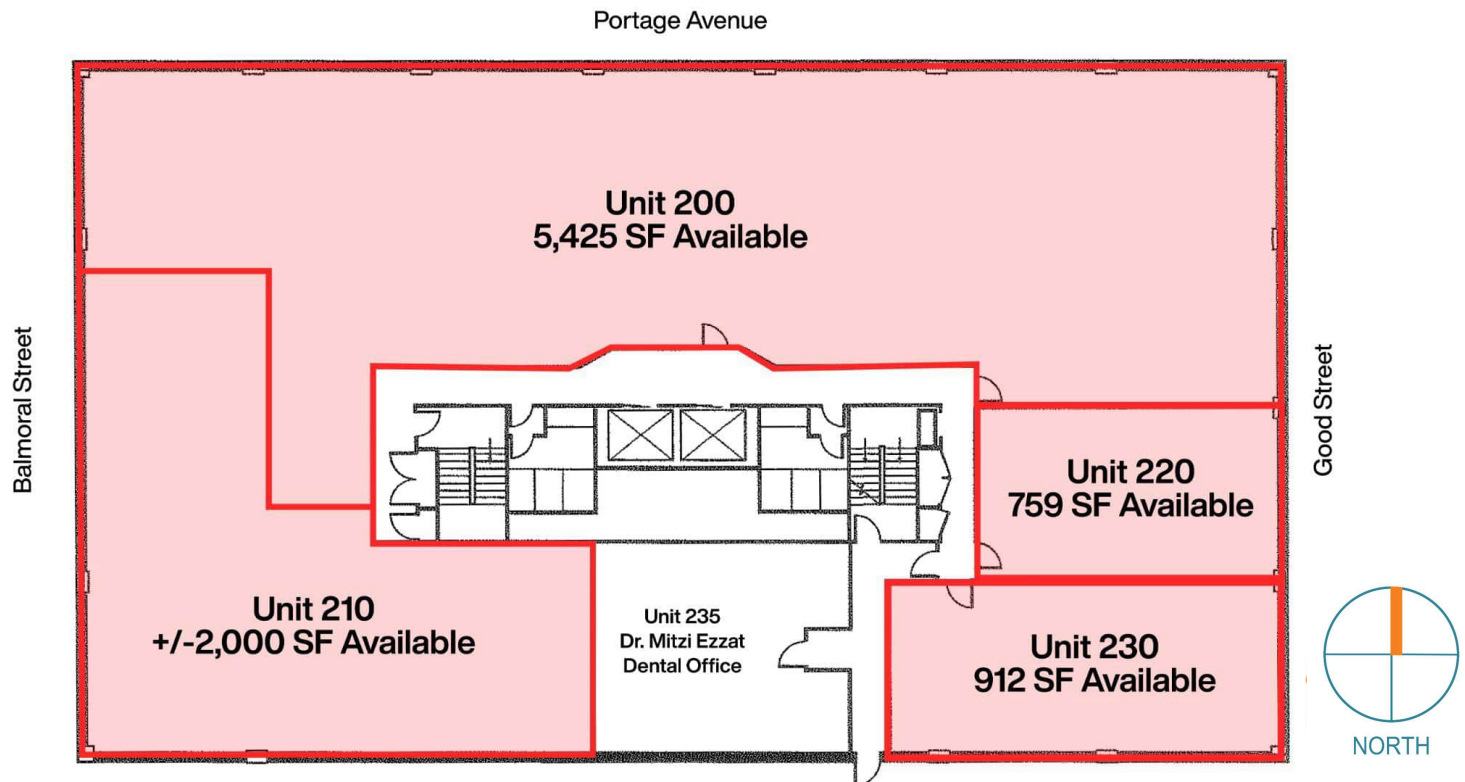 Portage Avenue
Unit 200
5,425 SF Available
Balmoral Street
Good Street
Unit 220
759 SF Available
Unit 210
+/-2,000 SF Available
Unit 235
Dr. Mitzi Ezzat
Dental Office
Unit 230
912 SF Available
NORTH